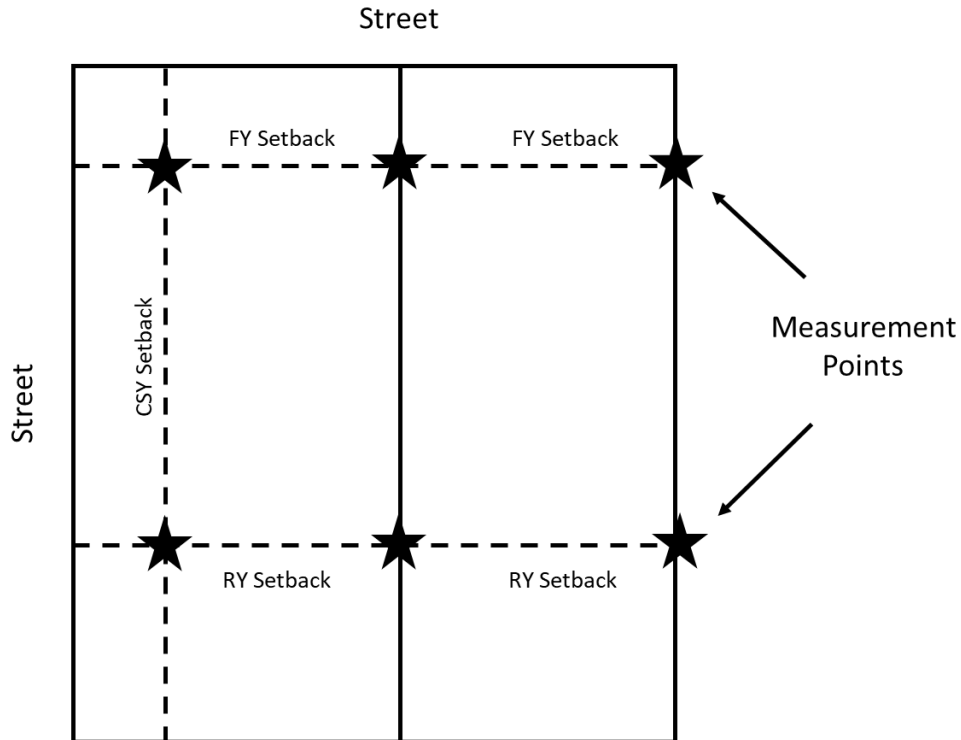 Street
FY Setback
FY Setback
CSY Setback
Street
Measurement
Points
RY Setback
RY Setback